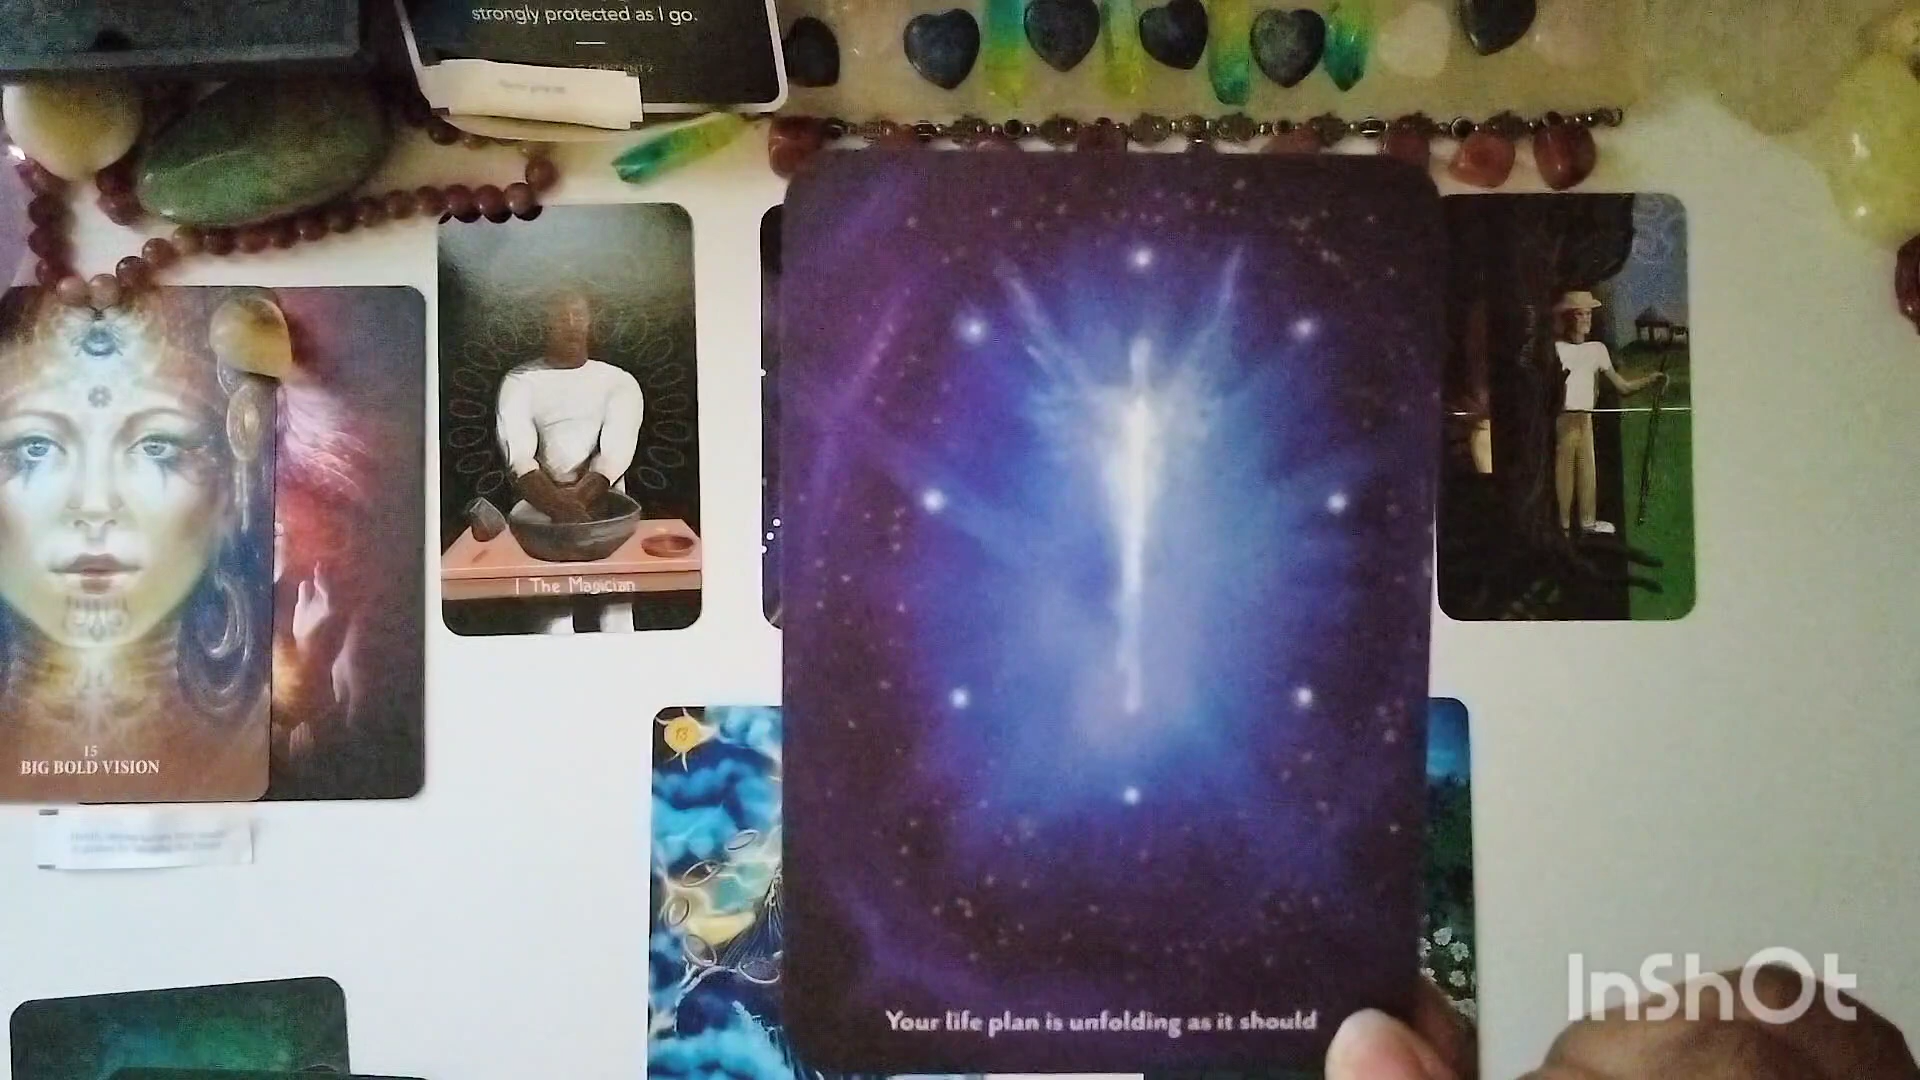 strongly protected as I go.
I The Magician
15
BIG BOLD VISION
13
Your life plan is unfolding as it should
InShOt